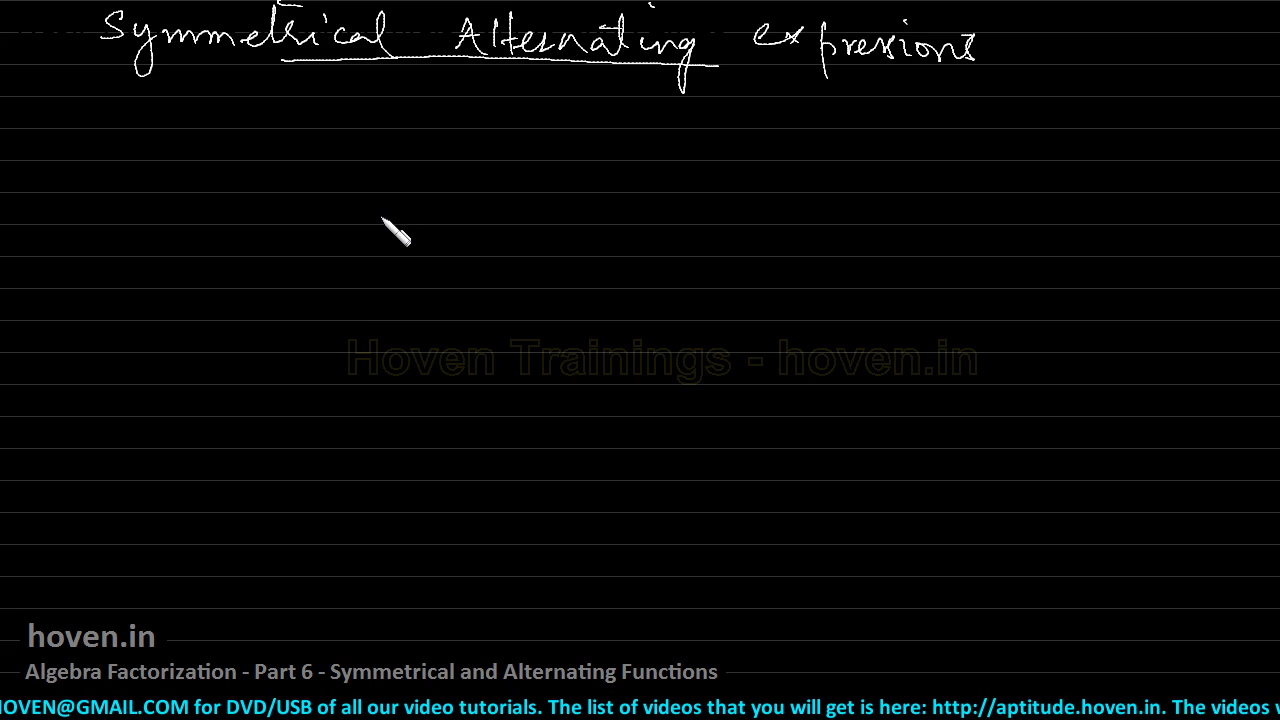 Symmetrical Alternating expressions
Hoven Trainings - hoven.in
hoven.in
Algebra Factorization - Part 6 - Symmetrical and Alternating Functions
HOVEN@GMAIL.COM for DVD/USB of all our video tutorials. The list of videos that you will get is here: http://aptitude.hoven.in. The videos